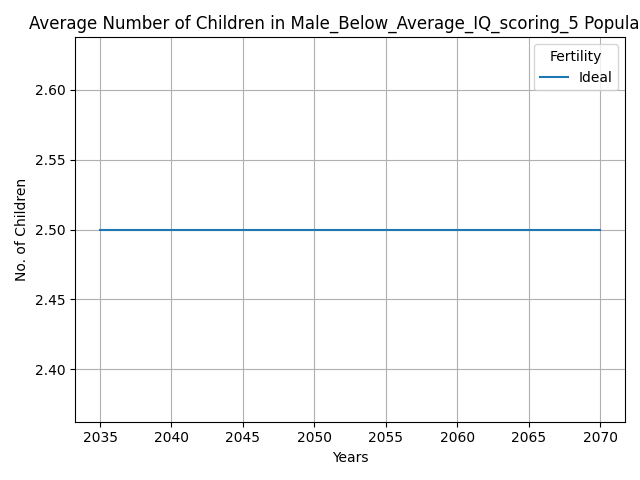 Average Number of Children in Male_Below_Average_IQ_scoring_5 Popula
Fertility
Ideal
2.60
2.55
2.50
2.45
2.40
No. of Children
2035 2040 2045 2050 2055 2060 2065 2070
Years